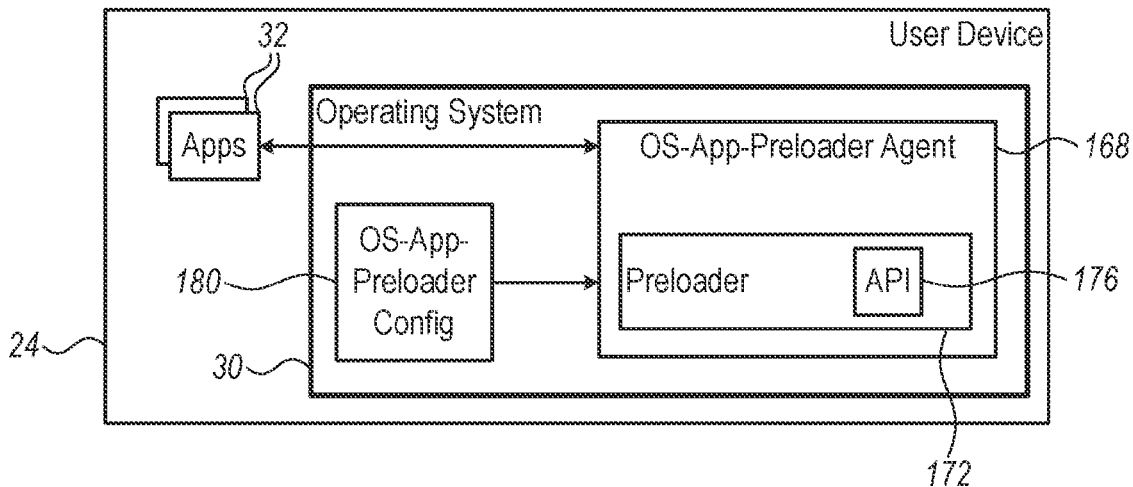 32
User Device
Operating System
Apps
OS-App-Preloader Agent
168
OS-App-
Preloader
Config
180
Preloader
API
176
24
30
172